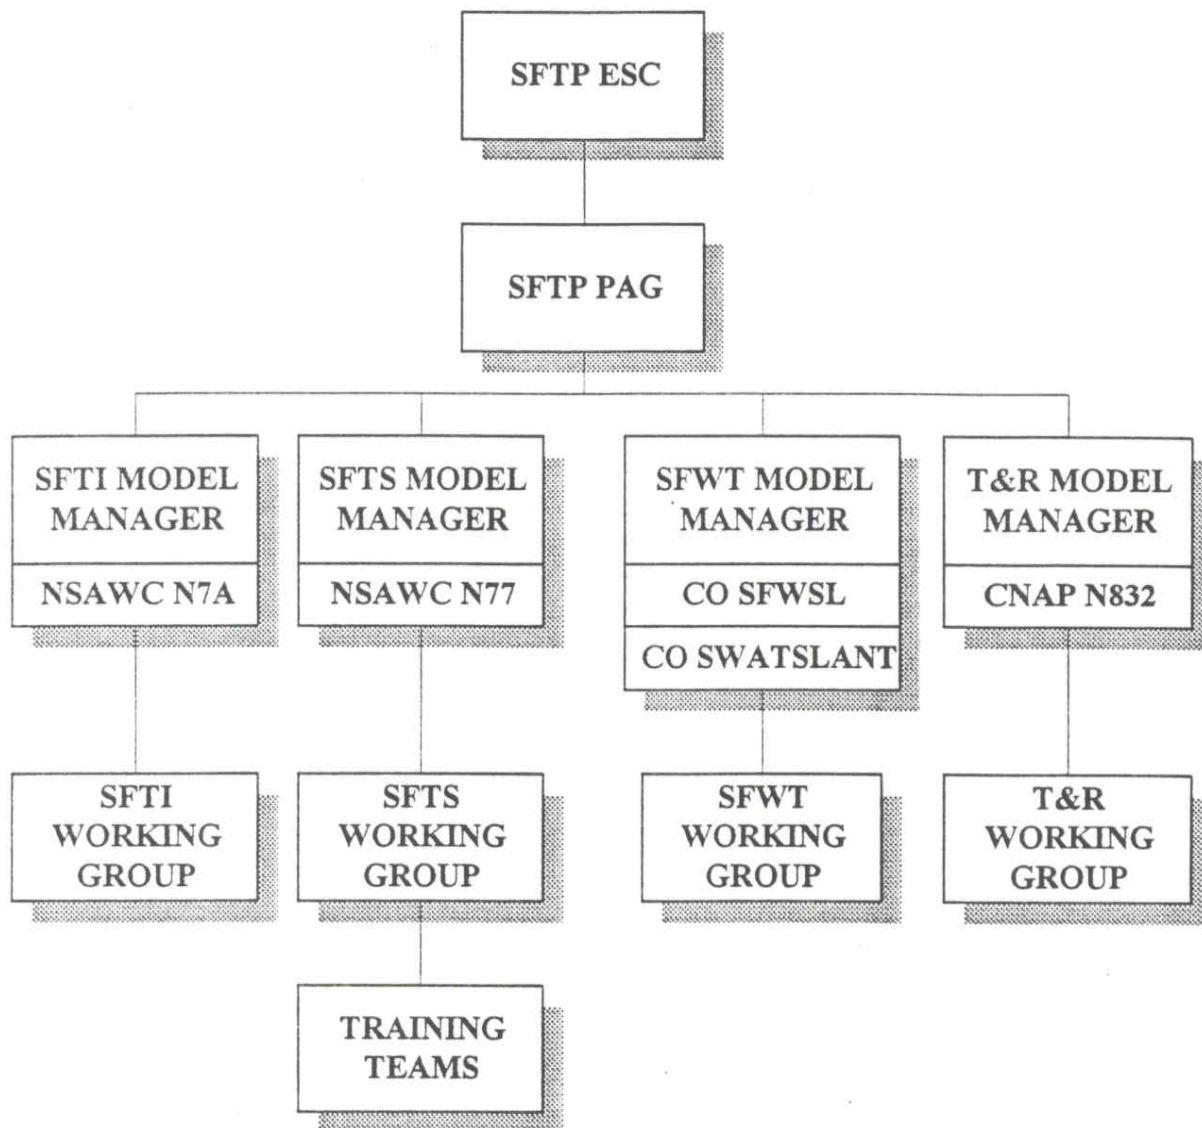 SFTP ESC
SFTP PAG
SFTI MODEL
MANAGER
NSAWC N7A
SFTS MODEL
MANAGER
NSAWC N77
SFWT MODEL
MANAGER
CO SFWSL
CO SWATSLANT
T&R MODEL
MANAGER
CNAP N832
SFTI
WORKING
GROUP
SFTS
WORKING
GROUP
SFWT
WORKING
GROUP
T&R
WORKING
GROUP
TRAINING
TEAMS